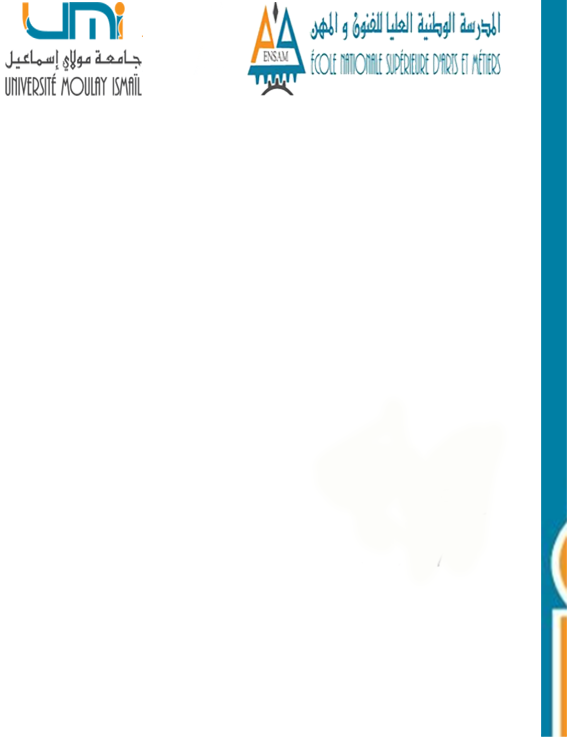 umi
جامعة مولاي إسماعيل
UNIVERSITÉ MOULAY ISMAÏL
ENSAM
المدرسة الوطنية العليا للفنون و المهن
ÉCOLE NATIONALE SUPÉRIEURE D'ARTS ET MÉTIERS